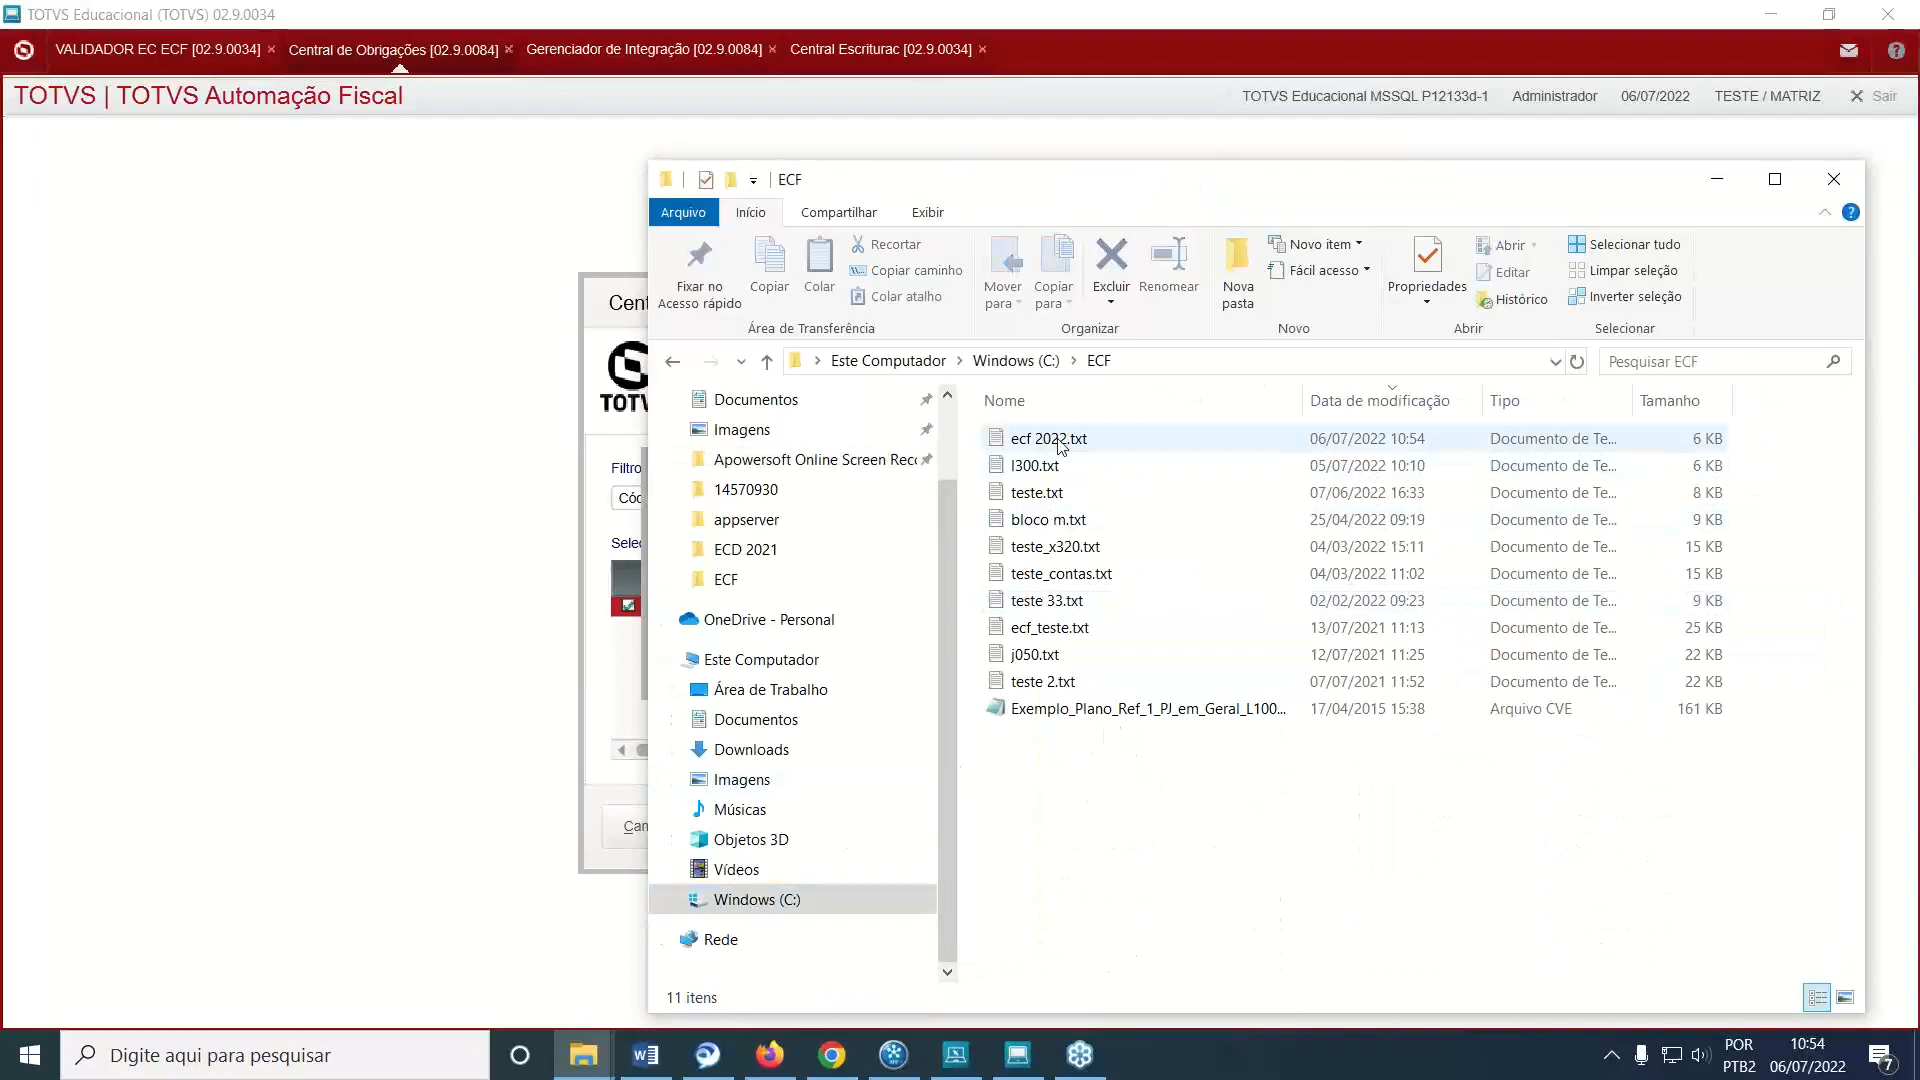 TOTVS Educacional (TOTVS) 02.9.0034
VALIDADOR EC ECF [02.9.0034]
Central de Obrigações [02.9.0084]
Gerenciador de Integração [02.9.0084]
Central Escriturac [02.9.0034]
TOTVS | TOTVS Automação Fiscal
TOTVS Educacional MSSQL P12133d-1
Administrador
06/07/2022
TESTE / MATRIZ
Sair
ECF
Arquivo
Início
Compartilhar
Exibir
Fixar no
Acesso rápido
Copiar
Colar
Recortar
Copiar caminho
Colar atalho
Área de Transferência
Mover
para
Copiar
para
Excluir
Renomear
Organizar
Nova
pasta
Novo item
Fácil acesso
Novo
Propriedades
Abrir
Editar
Histórico
Abrir
Selecionar tudo
Limpar seleção
Inverter seleção
Selecionar
Este Computador
Windows (C:)
ECF
Pesquisar ECF
Documentos
Imagens
Apowersoft Online Screen Rec
14570930
appserver
ECD 2021
ECF
OneDrive - Personal
Este Computador
Área de Trabalho
Documentos
Downloads
Imagens
Músicas
Objetos 3D
Vídeos
Windows (C:)
Rede
Nome Data de modificação Tipo Tamanho
ecf 2022.txt 06/07/2022 10:54 Documento de Te... 6 KB
l300.txt 05/07/2022 10:10 Documento de Te... 6 KB
teste.txt 07/06/2022 16:33 Documento de Te... 8 KB
bloco m.txt 25/04/2022 09:19 Documento de Te... 9 KB
teste_x320.txt 04/03/2022 15:11 Documento de Te... 15 KB
teste_contas.txt 04/03/2022 11:02 Documento de Te... 15 KB
teste 33.txt 02/02/2022 09:23 Documento de Te... 9 KB
ecf_teste.txt 13/07/2021 11:13 Documento de Te... 25 KB
j050.txt 12/07/2021 11:25 Documento de Te... 22 KB
teste 2.txt 07/07/2021 11:52 Documento de Te... 22 KB
Exemplo_Plano_Ref_1_PJ_em_Geral_L100... 17/04/2015 15:38 Arquivo CVE 161 KB
11 itens
Cent
TOTV
Filtro
Cód
Selec
Can
Digite aqui para pesquisar
POR
PTB2
10:54
06/07/2022
7